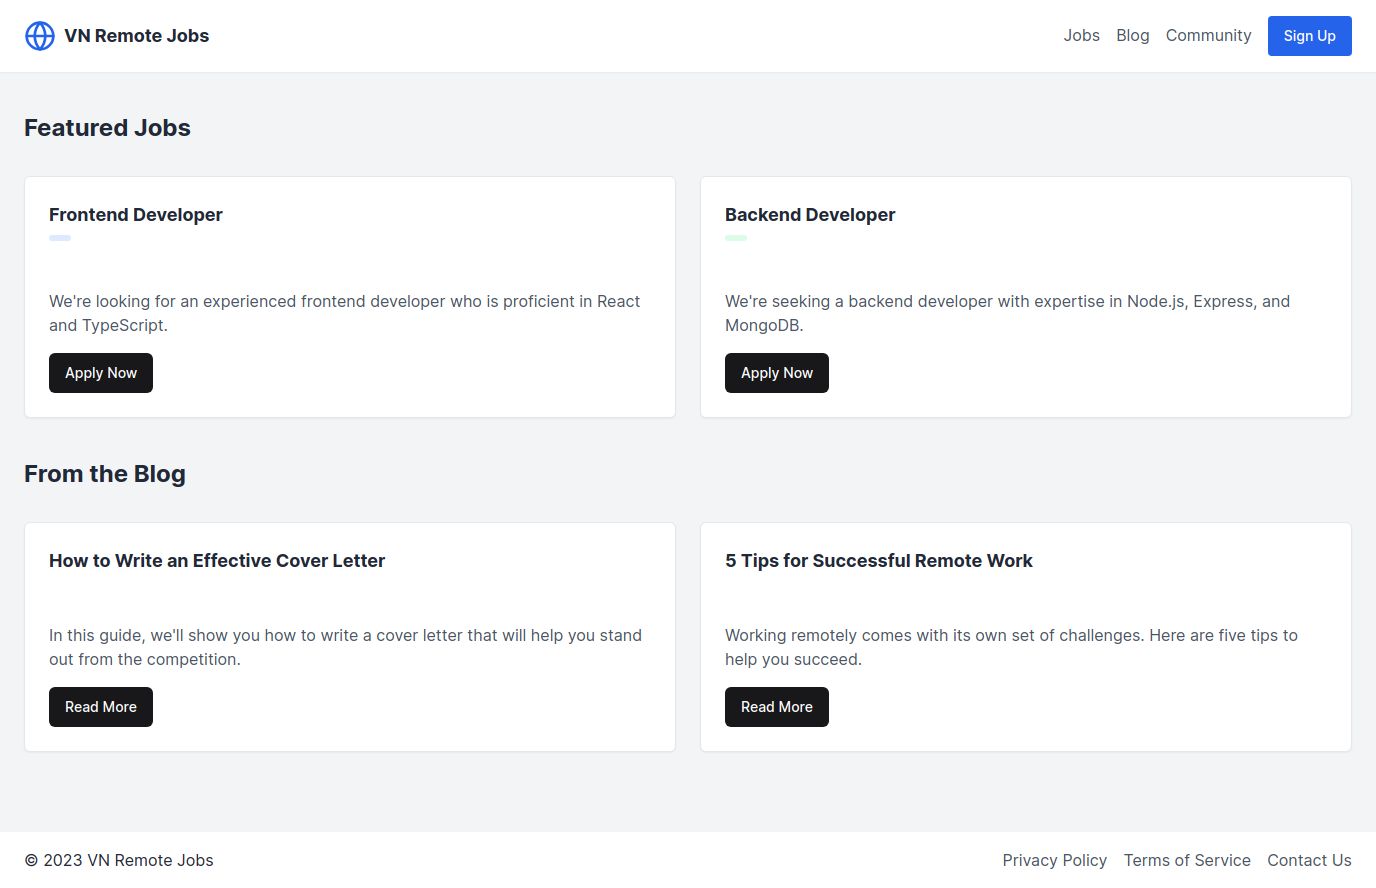 VN Remote Jobs
Jobs Blog Community Sign Up
Featured Jobs
Frontend Developer
We're looking for an experienced frontend developer who is proficient in React
and TypeScript.
Apply Now
Backend Developer
We're seeking a backend developer with expertise in Node.js, Express, and
MongoDB.
Apply Now
From the Blog
How to Write an Effective Cover Letter
In this guide, we'll show you how to write a cover letter that will help you stand
out from the competition.
Read More
5 Tips for Successful Remote Work
Working remotely comes with its own set of challenges. Here are five tips to
help you succeed.
Read More
© 2023 VN Remote Jobs
Privacy Policy Terms of Service Contact Us